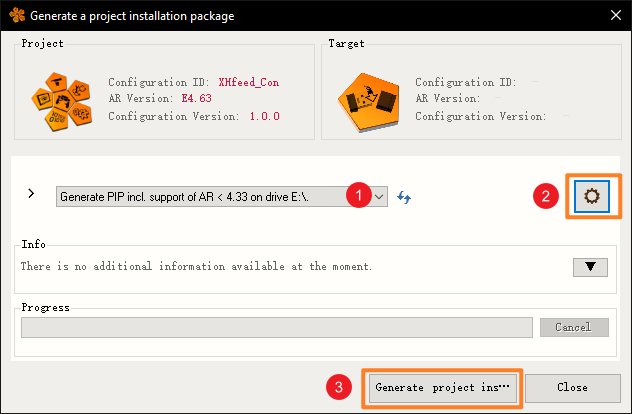 Generate a project installation package
Project
Configuration ID: XHfeed_Con
AR Version: E4.63
Configuration Version: 1.0.0
Target
Configuration ID: -
AR Version: -
Configuration Version: -
Generate PIP incl. support of AR < 4.33 on drive E:\.
1
2
Info
There is no additional information available at the moment.
Progress
Cancel
3
Generate project ins···
Close